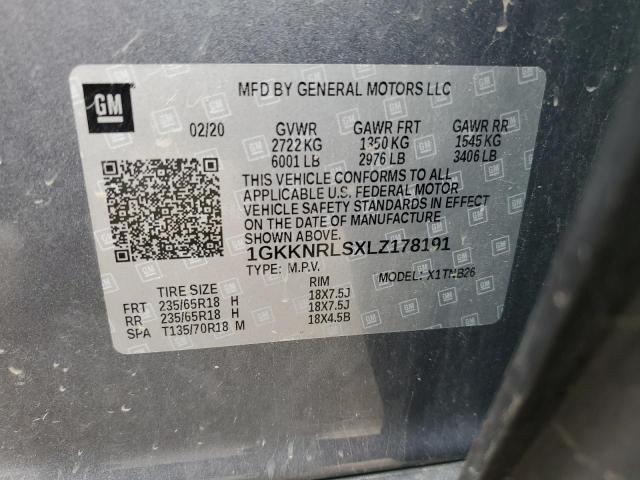 GM
MFD BY GENERAL MOTORS LLC
02/20 GVWR GAWR FRT GAWR RR
2722 KG 1350 KG 1545 KG
6001 LB 2976 LB 3406 LB
THIS VEHICLE CONFORMS TO ALL
APPLICABLE U.S. FEDERAL MOTOR
VEHICLE SAFETY STANDARDS IN EFFECT
ON THE DATE OF MANUFACTURE
SHOWN ABOVE.
1GKKNRLSXLZ178191
TYPE: M.P.V. MODEL: X1TNB26
TIRE SIZE RIM
FRT 235/65R18 H 18X7.5J
RR 235/65R18 H 18X7.5J
SPA T135/70R18 M 18X4.5B